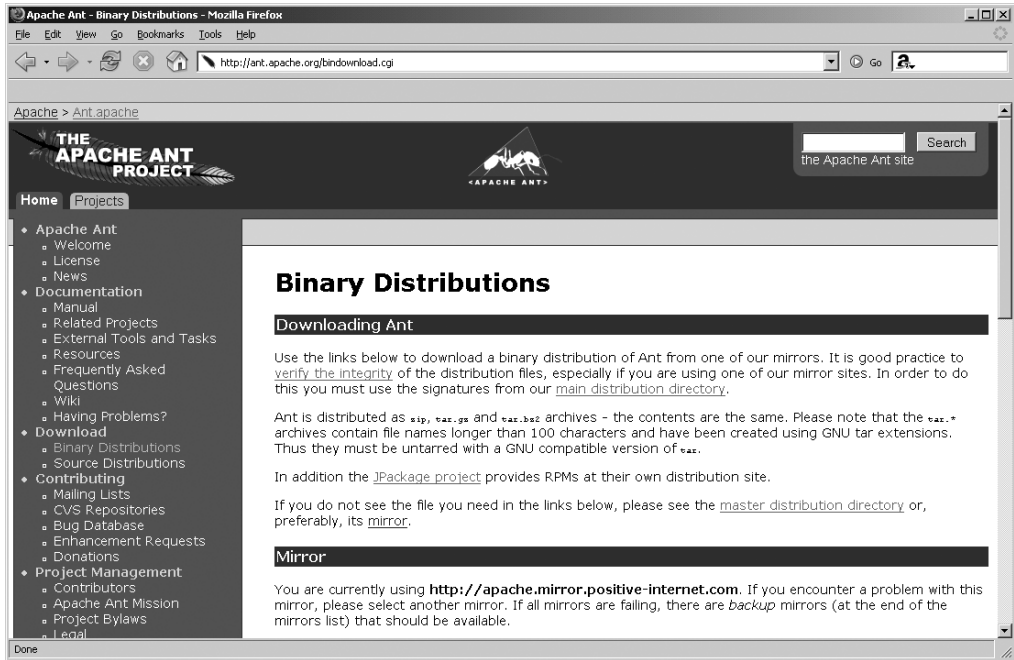 Apache Ant - Binary Distributions - Mozilla Firefox
File Edit View Go Bookmarks Tools Help
http://ant.apache.org/bindownload.cgi
Go
a
Apache > Ant.apache
THE
APACHE ANT
PROJECT
<APACHE ANT>
Search
the Apache Ant site
Home Projects
Apache Ant
Welcome
License
News
Documentation
Manual
Related Projects
External Tools and Tasks
Resources
Frequently Asked
Questions
Wiki
Having Problems?
Download
Binary Distributions
Source Distributions
Contributing
Mailing Lists
CVS Repositories
Bug Database
Enhancement Requests
Donations
Project Management
Contributors
Apache Ant Mission
Project Bylaws
Legal
Binary Distributions
Downloading Ant
Use the links below to download a binary distribution of Ant from one of our mirrors. It is good practice to
verify the integrity of the distribution files, especially if you are using one of our mirror sites. In order to do
this you must use the signatures from our main distribution directory.
Ant is distributed as zip, tar.gz and tar.bz2 archives - the contents are the same. Please note that the tar.*
archives contain file names longer than 100 characters and have been created using GNU tar extensions.
Thus they must be untarred with a GNU compatible version of tar.
In addition the JPackage project provides RPMs at their own distribution site.
If you do not see the file you need in the links below, please see the master distribution directory or,
preferably, its mirror.
Mirror
You are currently using http://apache.mirror.positive-internet.com. If you encounter a problem with this
mirror, please select another mirror. If all mirrors are failing, there are backup mirrors (at the end of the
mirrors list) that should be available.
Done